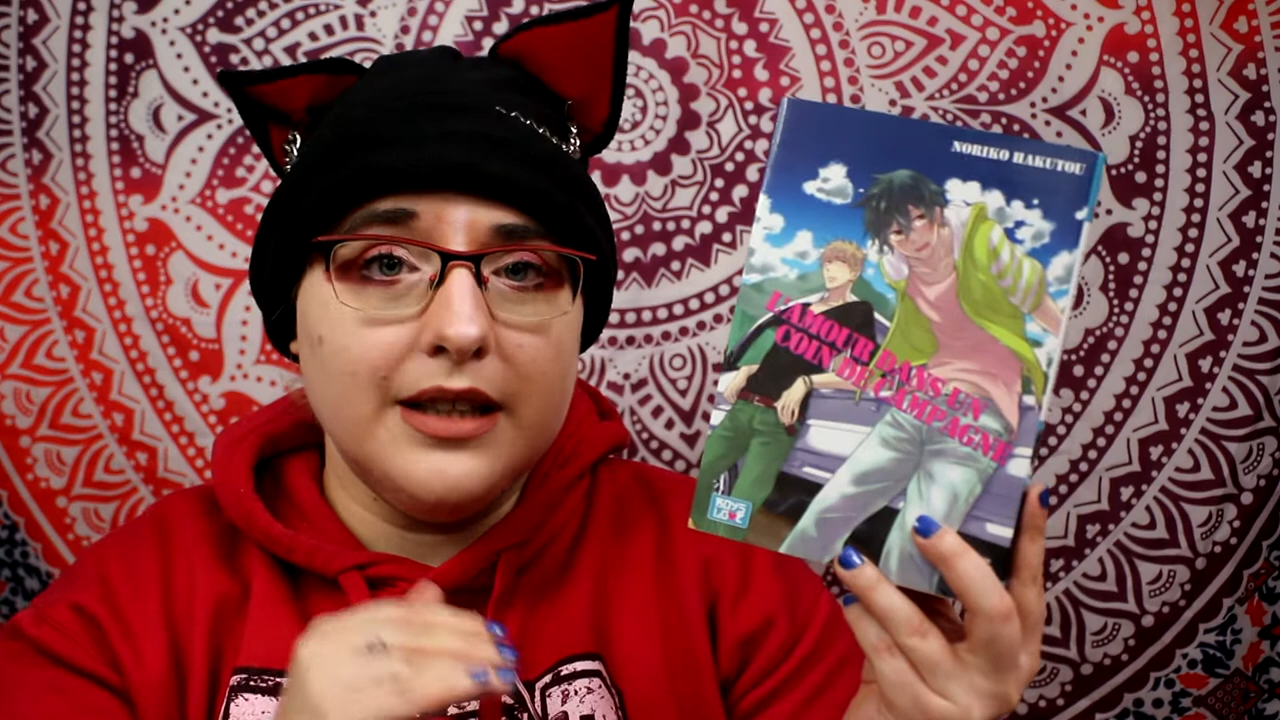 NORIKO HAKUTOU
L'AMOUR DANS UN
COIN DE CAMPAGNE
BOYS
LOVE